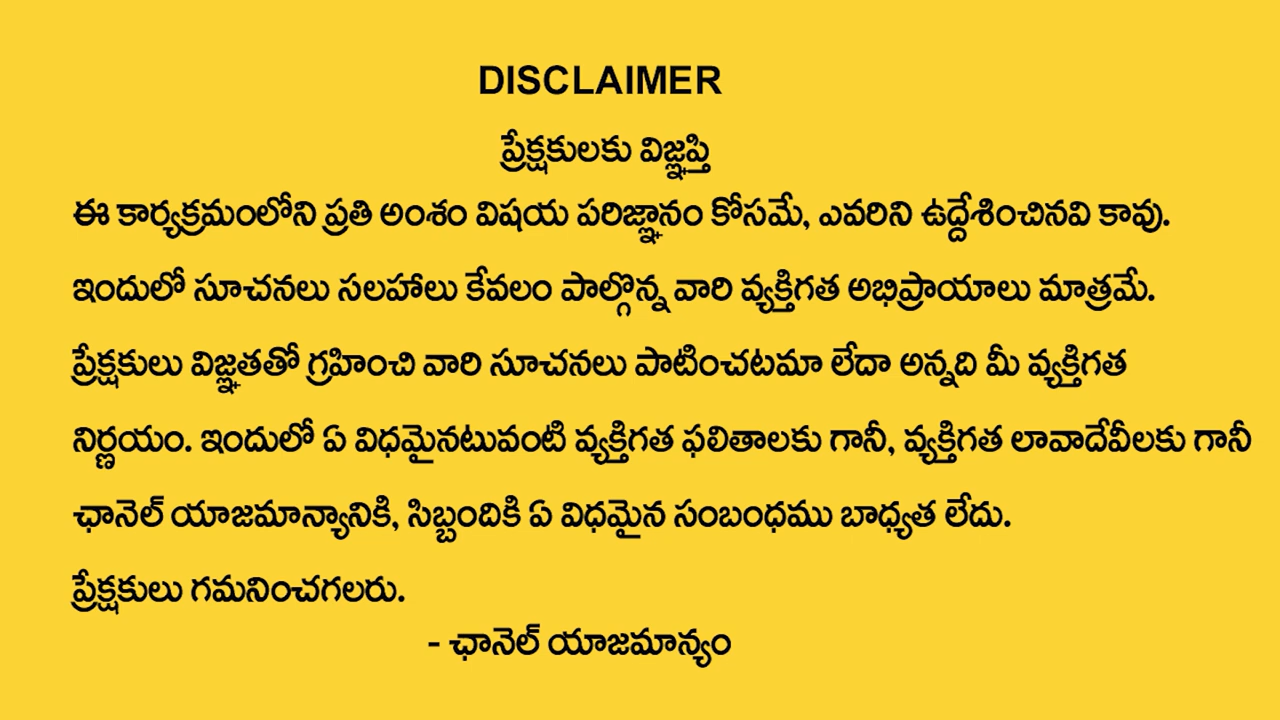 DISCLAIMER
ప్రేక్షకులకు విజ్ఞప్తి
ఈ కార్యక్రమంలోని ప్రతి అంశం విషయ పరిజ్ఞానం కోసమే, ఎవరిని ఉద్దేశించినవి కావు.
ఇందులో సూచనలు సలహాలు కేవలం పాల్గొన్న వారి వ్యక్తిగత అభిప్రాయాలు మాత్రమే.
ప్రేక్షకులు విజ్ఞతతో గ్రహించి వారి సూచనలు పాటించటమా లేదా అన్నది మీ వ్యక్తిగత
నిర్ణయం. ఇందులో ఏ విధమైనటువంటి వ్యక్తిగత ఫలితాలకు గానీ, వ్యక్తిగత లావాదేవీలకు గానీ
ఛానెల్ యాజమాన్యానికి, సిబ్బందికి ఏ విధమైన సంబంధము బాధ్యత లేదు.
ప్రేక్షకులు గమనించగలరు.
- ఛానెల్ యాజమాన్యం